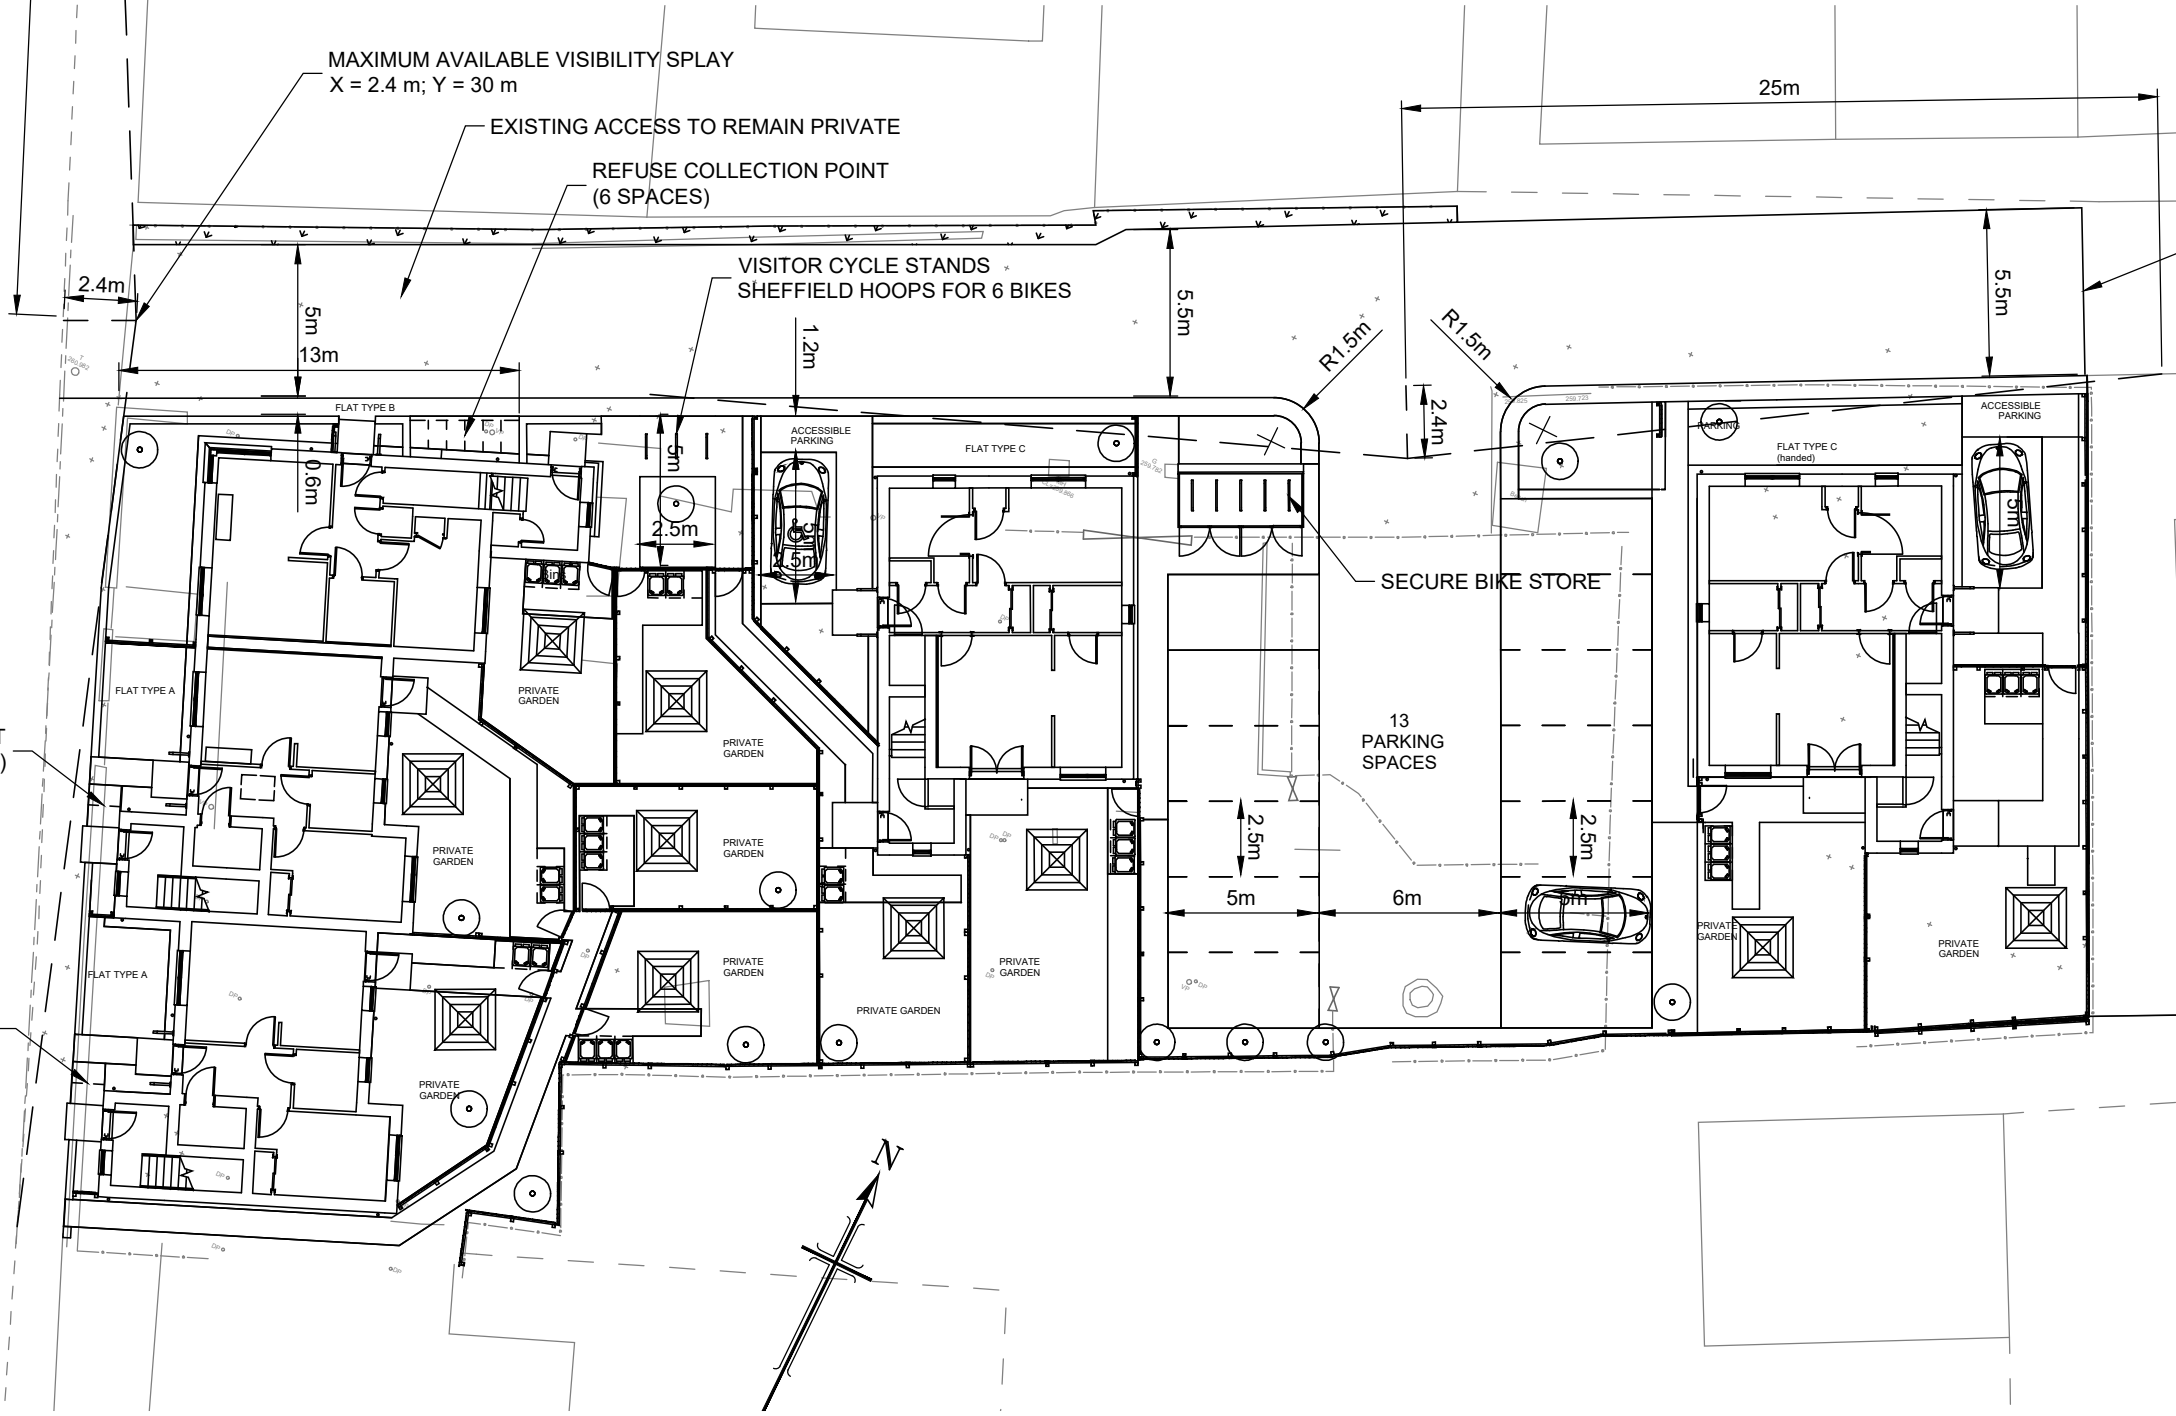 MAXIMUM AVAILABLE VISIBILITY SPLAY
X = 2.4 m; Y = 30 m
25m
EXISTING ACCESS TO REMAIN PRIVATE
REFUSE COLLECTION POINT
(6 SPACES)
VISITOR CYCLE STANDS
SHEFFIELD HOOPS FOR 6 BIKES
2.4m
5m
13m
1.2m
5.5m
R1.5m
R1.5m
5.5m
2.4m
FLAT TYPE B
0.6m
5m
2.5m
ACCESSIBLE
PARKING
5m
2.5m
FLAT TYPE C
PARKING
FLAT TYPE C
(handed)
ACCESSIBLE
PARKING
5m
SECURE BIKE STORE
Bins
FLAT TYPE A
PRIVATE
GARDEN
PRIVATE
GARDEN
13
PARKING
SPACES
T
)
PRIVATE
GARDEN
PRIVATE
GARDEN
2.5m
2.5m
5m
6m
5m
FLAT TYPE A
PRIVATE
GARDEN
PRIVATE GARDEN
PRIVATE
GARDEN
PRIVATE
GARDEN
PRIVATE
GARDEN
PRIVATE
GARDEN
N